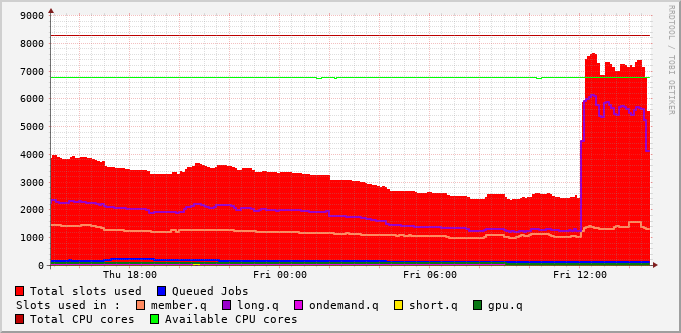 9000
8000
7000
6000
5000
4000
3000
2000
1000
0
Thu 18:00 Fri 00:00 Fri 06:00 Fri 12:00
Total slots used Queued Jobs
Slots used in : member.q long.q ondemand.q short.q gpu.q
Total CPU cores Available CPU cores
RRDTOOL / TOBI OETIKER